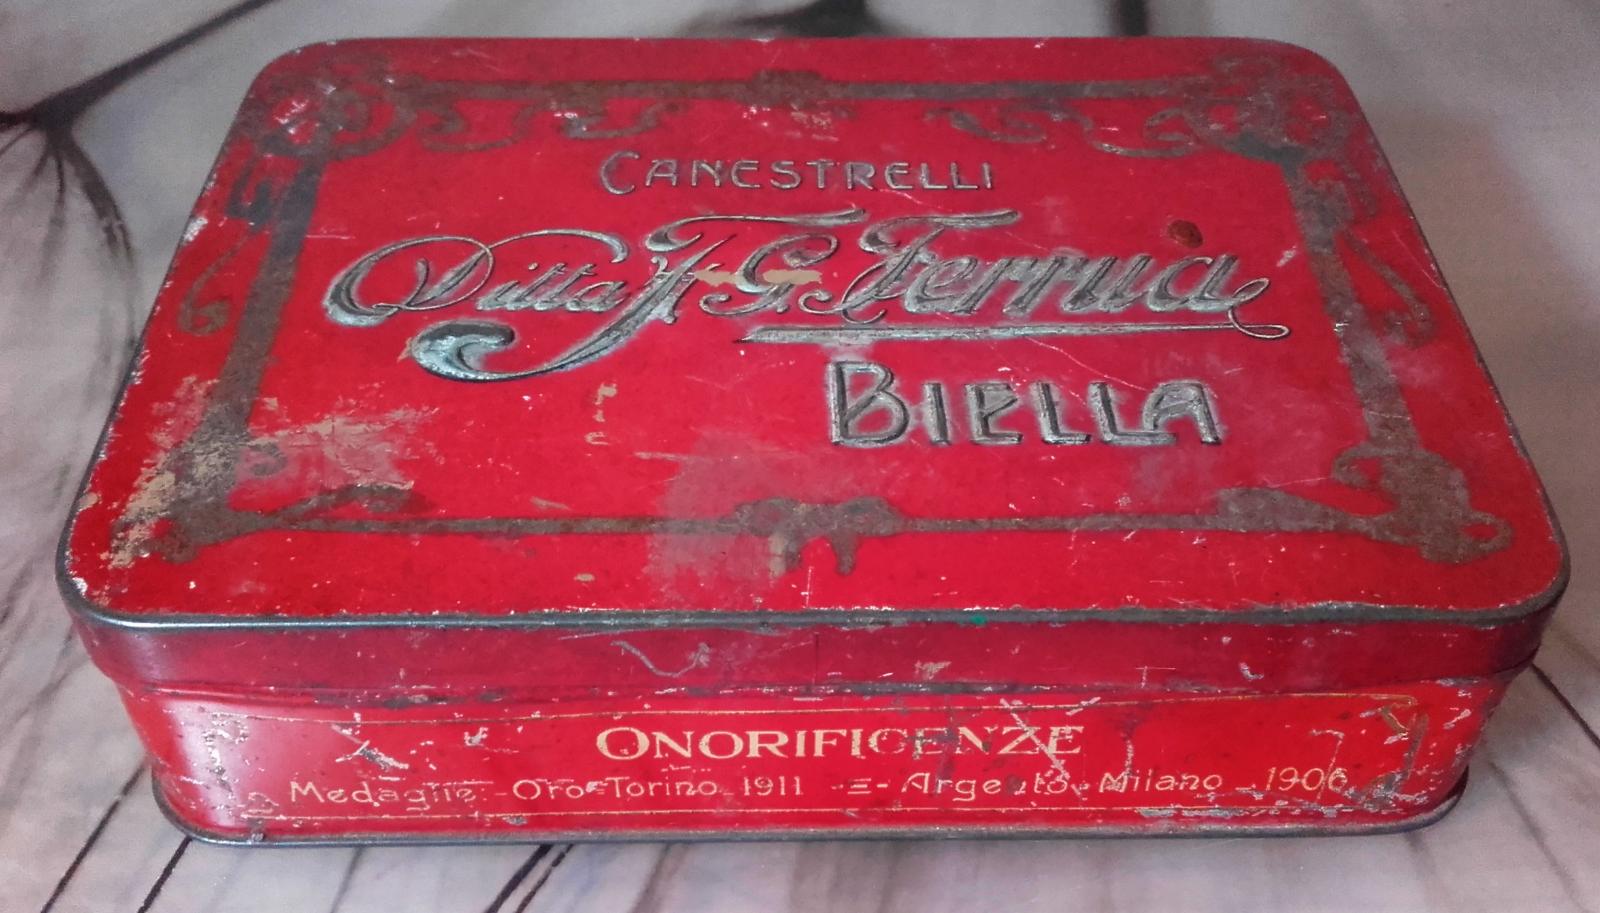 CANESTRELLI
Ditta F. G. Ferrua
BIELLA
ONORIFICENZE
Medaglie - Oro - Torino 1911 -=- Argento - Milano - 1906